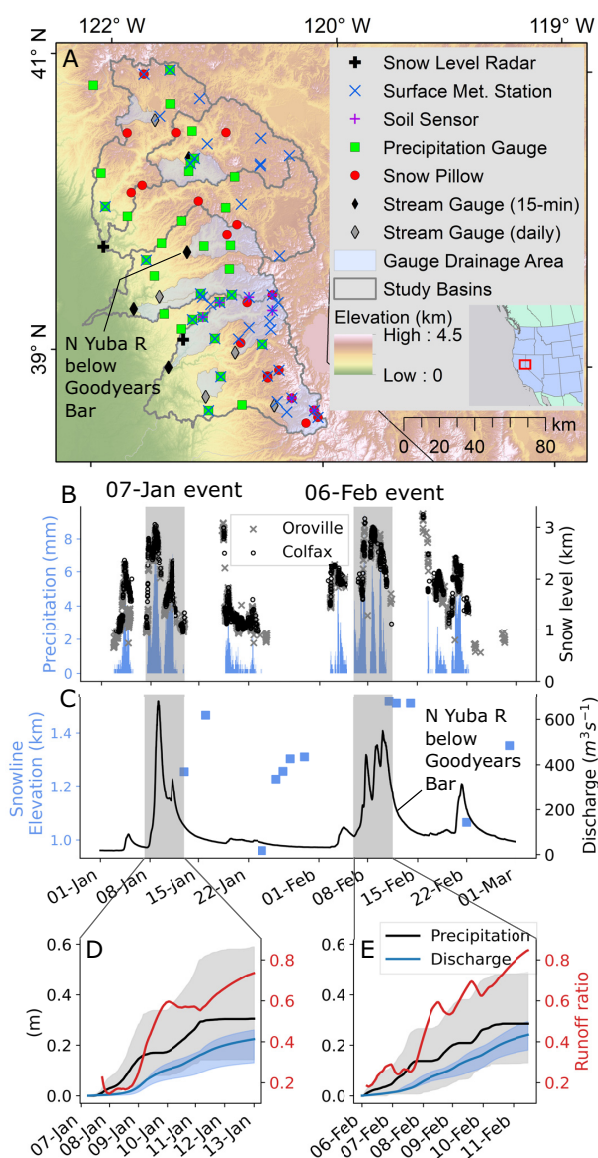 122° W
120° W
119° W
41° N
A
Snow Level Radar
Surface Met. Station
Soil Sensor
Precipitation Gauge
Snow Pillow
Stream Gauge (15-min)
Stream Gauge (daily)
Gauge Drainage Area
Study Basins
Elevation (km)
High : 4.5
Low : 0
39° N
N Yuba R
below
Goodyears
Bar
km
0 20 40 80
B
07-Jan event
06-Feb event
Oroville
Colfax
Precipitation (mm)
8
6
4
2
0
Snow level (km)
3
2
1
0
C
Snowline
Elevation (km)
1.4
1.2
1.0
N Yuba R
below
Goodyears
Bar
Discharge (m³s⁻¹)
600
400
200
0
01-Jan
08-Jan
15-Jan
22-Jan
01-Feb
08-Feb
15-Feb
22-Feb
01-Mar
D
(m)
0.6
0.4
0.2
0.0
0.8
0.6
0.4
0.2
07-Jan
08-Jan
09-Jan
10-Jan
11-Jan
12-Jan
13-Jan
E
Precipitation
Discharge
0.6
0.4
0.2
0.0
Runoff ratio
0.8
0.6
0.4
0.2
06-Feb
07-Feb
08-Feb
09-Feb
10-Feb
11-Feb